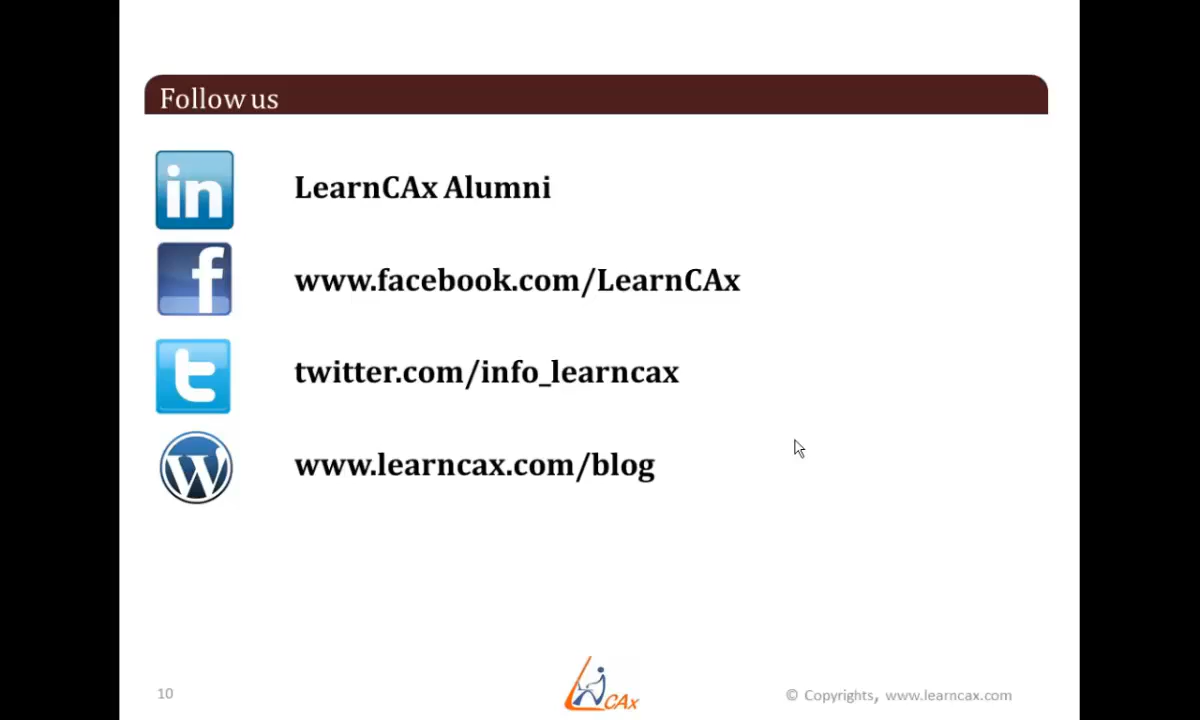 Follow us
in
LearnCAx Alumni
f
www.facebook.com/LearnCAx
t
twitter.com/info_learncax
W
www.learncax.com/blog
10
CAx
© Copyrights, www.learncax.com